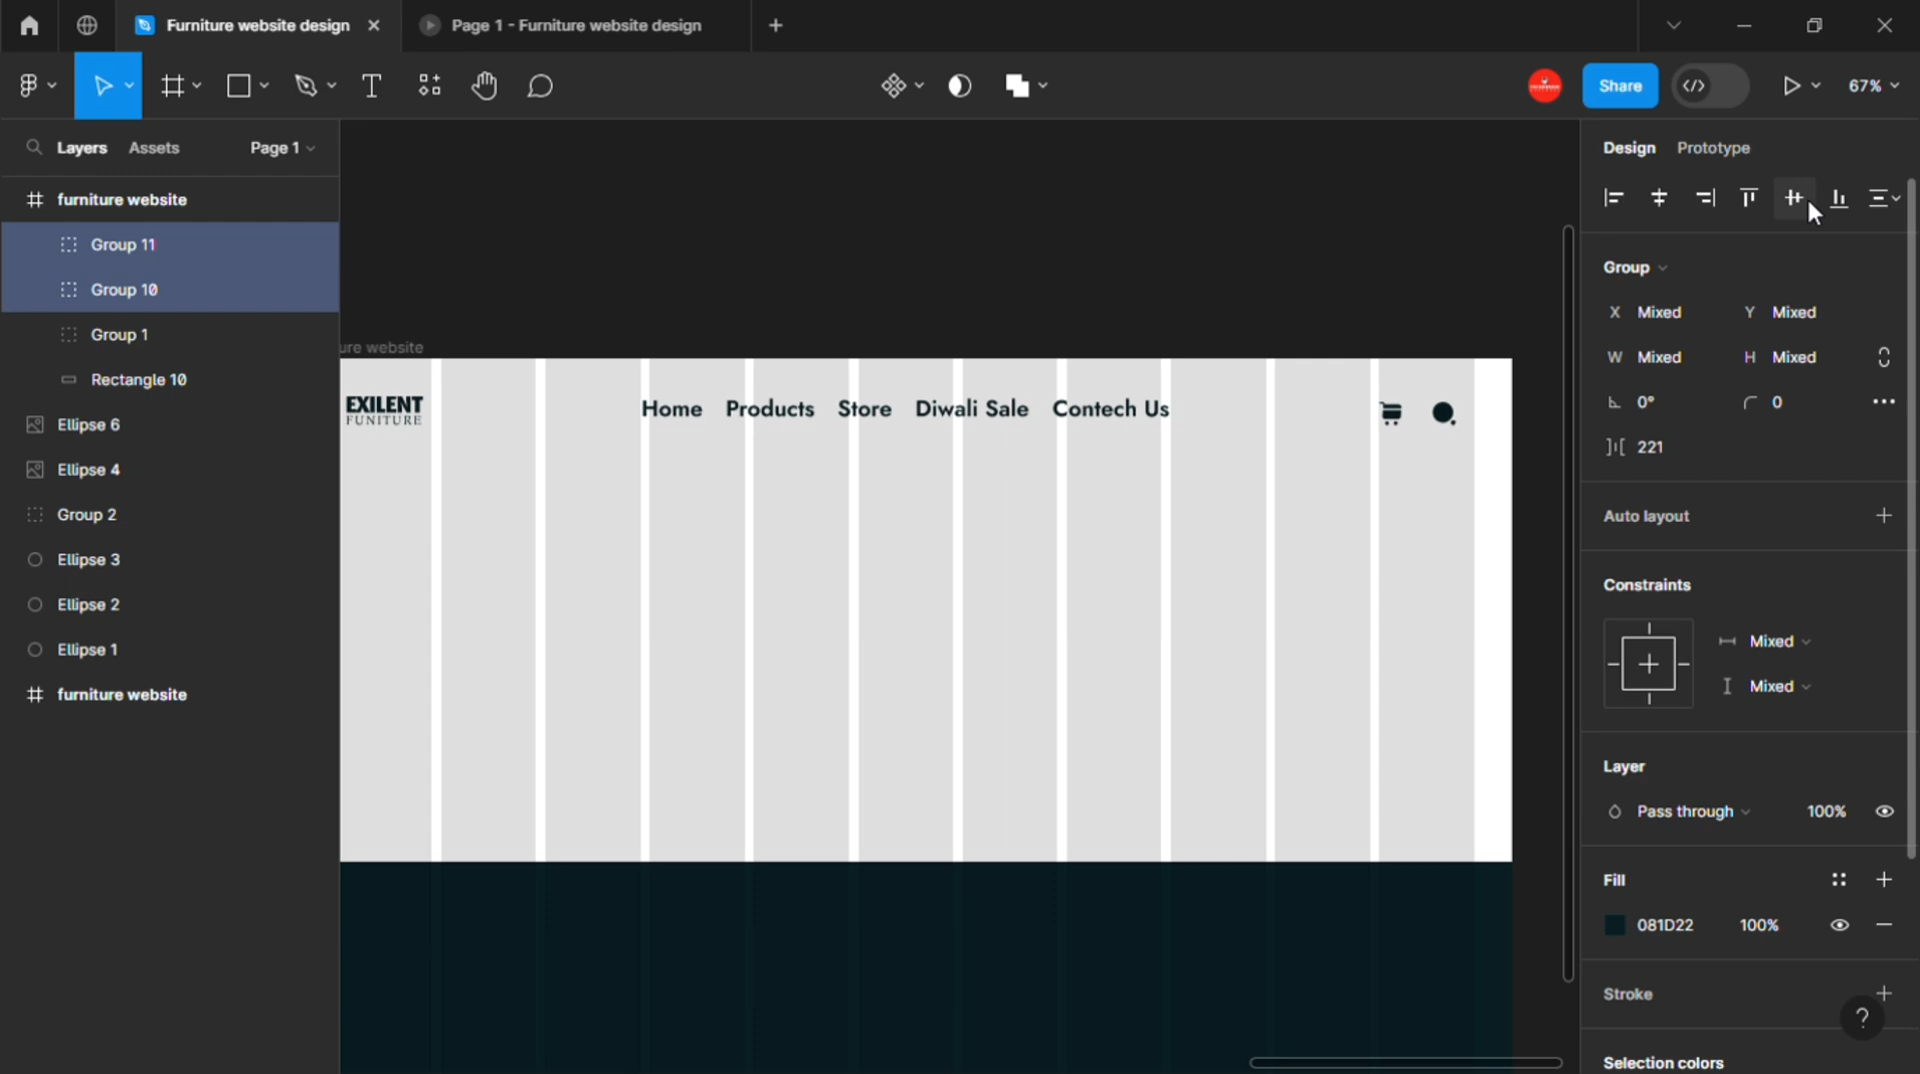 Furniture website design
Page 1 - Furniture website design
Share
67%
Layers
Assets
Page 1
furniture website
Group 11
Group 10
Group 1
Rectangle 10
Ellipse 6
Ellipse 4
Group 2
Ellipse 3
Ellipse 2
Ellipse 1
furniture website
ure website
EXILENT
FUNITURE
Home
Products
Store
Diwali Sale
Contech Us
Design
Prototype
Group
X Mixed
Y Mixed
W Mixed
H Mixed
0°
0
221
Auto layout
Constraints
Mixed
Mixed
Layer
Pass through
100%
Fill
081D22
100%
Stroke
?
Selection colors